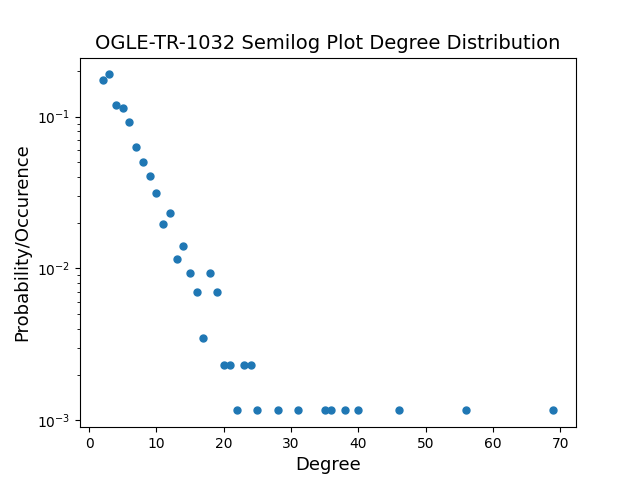 OGLE-TR-1032 Semilog Plot Degree Distribution
Probability/Occurence
10⁻¹
10⁻²
10⁻³
0 10 20 30 40 50 60 70
Degree